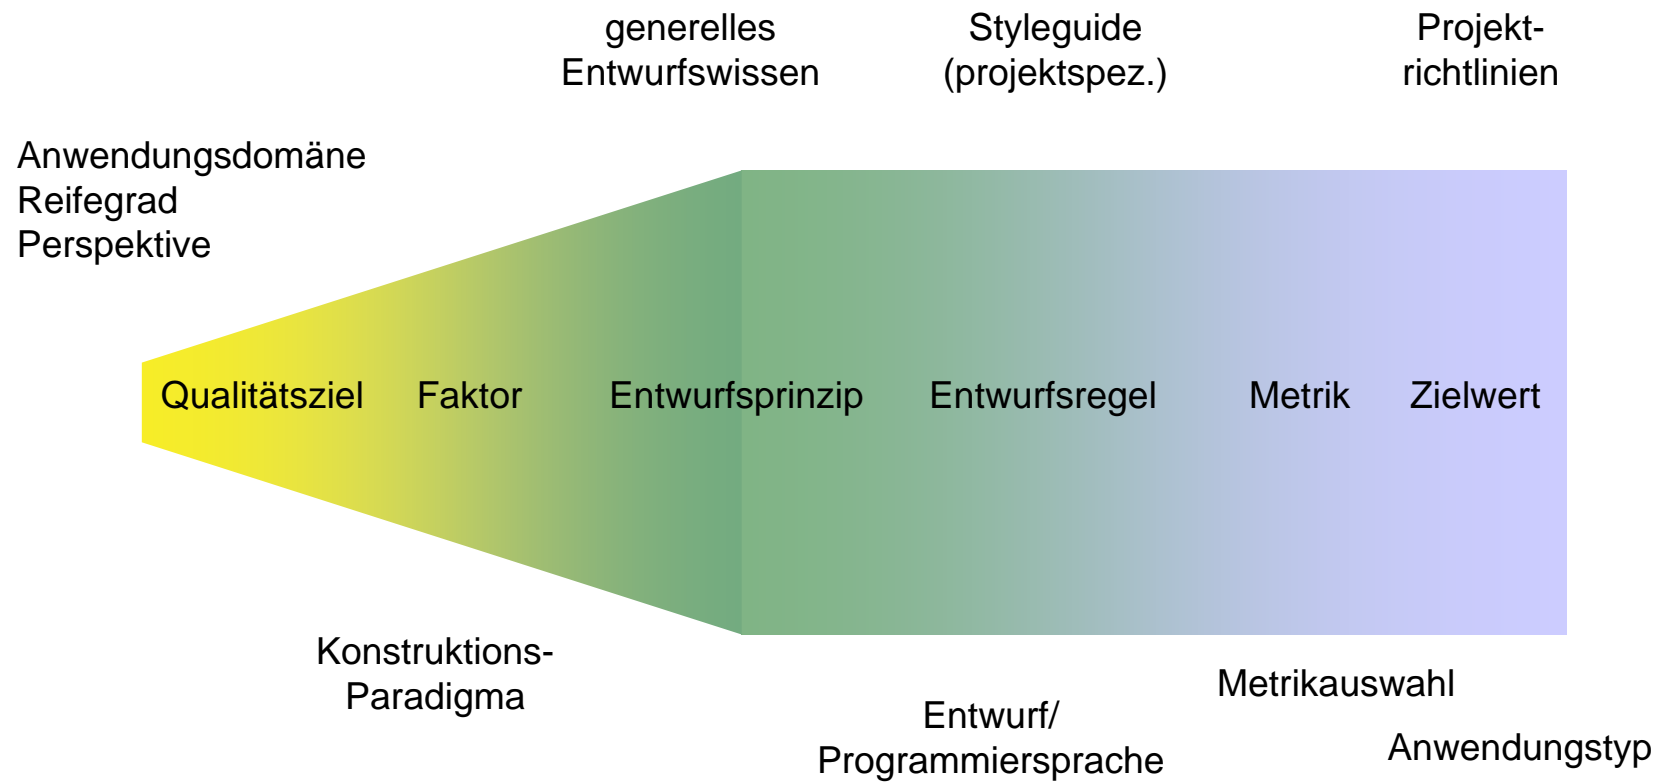 generelles
Entwurfswissen
Styleguide
(projektspez.)
Projekt-
richtlinien
Anwendungsdomäne
Reifegrad
Perspektive
Qualitätsziel
Faktor
Entwurfsprinzip
Entwurfsregel
Metrik
Zielwert
Konstruktions-
Paradigma
Entwurf/
Programmiersprache
Metrikauswahl
Anwendungstyp